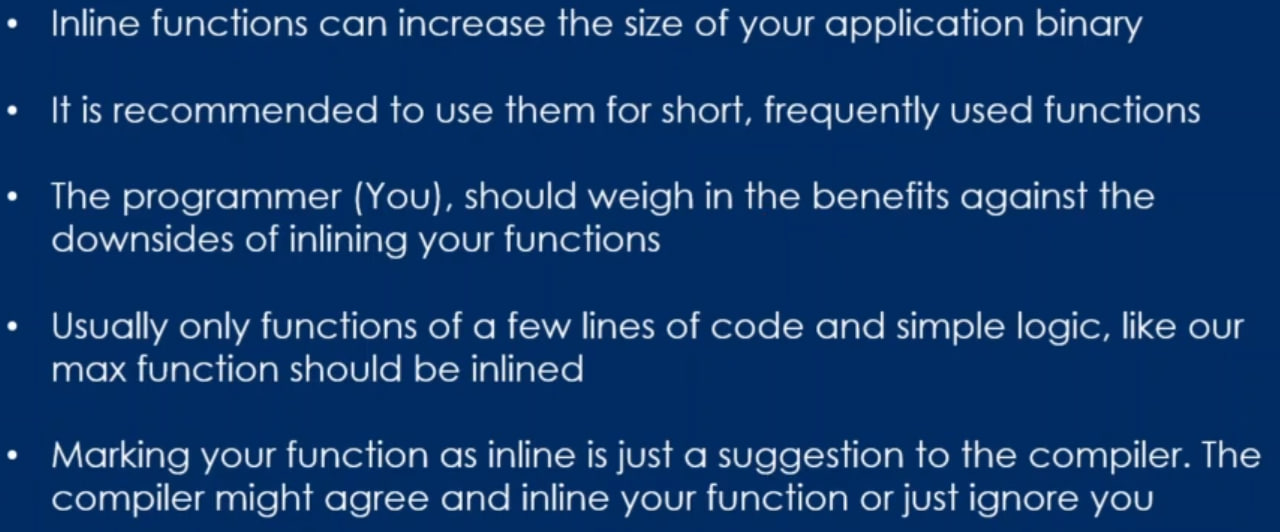 • Inline functions can increase the size of your application binary
• It is recommended to use them for short, frequently used functions
• The programmer (You), should weigh in the benefits against the
downsides of inlining your functions
• Usually only functions of a few lines of code and simple logic, like our
max function should be inlined
• Marking your function as inline is just a suggestion to the compiler. The
compiler might agree and inline your function or just ignore you